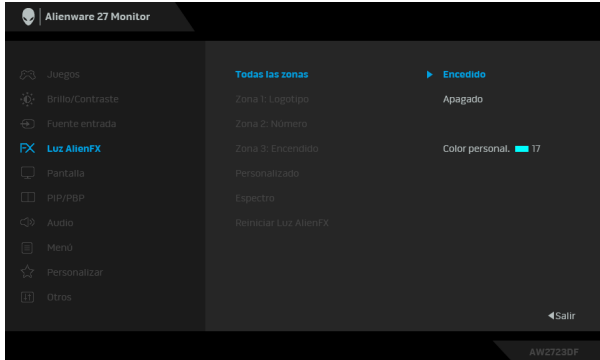 Alienware 27 Monitor
Juegos
Brillo/Contraste
Fuente entrada
FX Luz AlienFX
Pantalla
PIP/PBP
Audio
Menú
Personalizar
Otros
Todas las zonas
Zona 1: Logotipo
Zona 2: Número
Zona 3: Encendido
Personalizado
Espectro
Reiniciar Luz AlienFX
Encedido
Apagado
Color personal. 17
Salir
AW2723DF